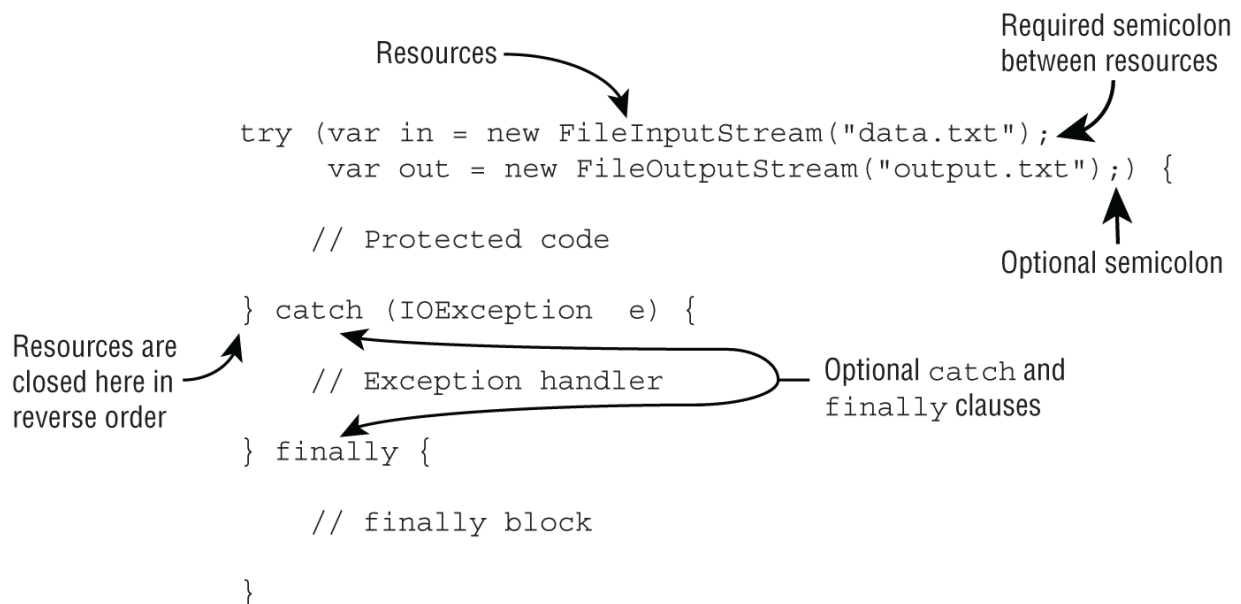 Resources
Required semicolon
between resources
try (var in = new FileInputStream("data.txt");
var out = new FileOutputStream("output.txt");) {
// Protected code
Optional semicolon
} catch (IOException  e) {
Resources are
closed here in
reverse order
// Exception handler
Optional catch and
finally clauses
} finally {
// finally block
}